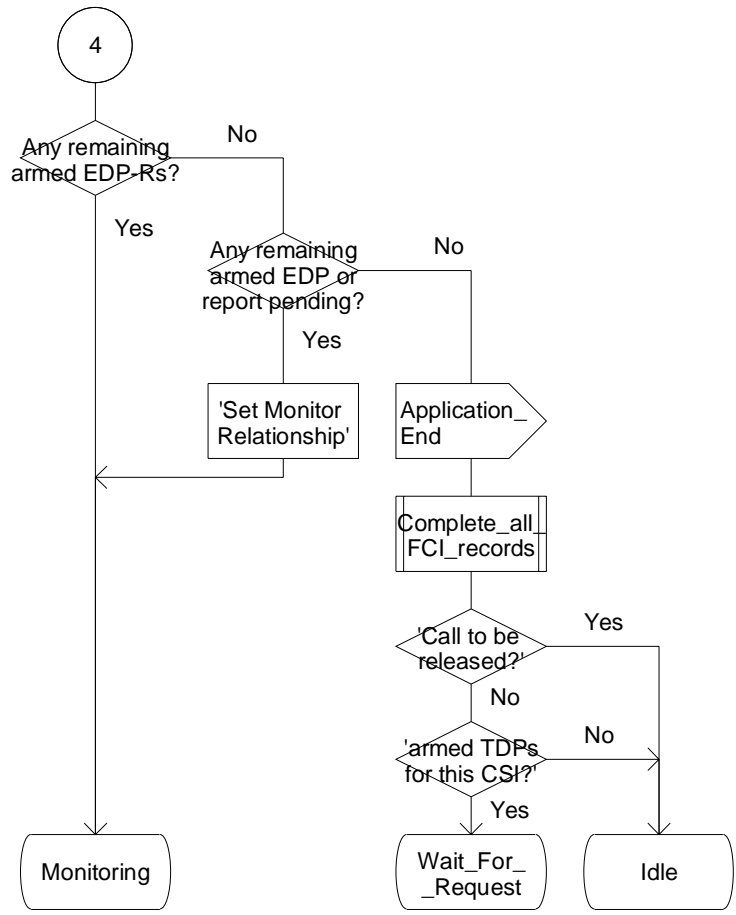 4
Any remaining
armed EDP-Rs?
No
Yes
Any remaining
armed EDP or
report pending?
No
Yes
'Set Monitor
Relationship'
Application_
End
Complete_all_
FCI_records
'Call to be
released?'
Yes
No
'armed TDPs
for this CSI?'
No
Yes
Monitoring
Wait_For_
_Request
Idle